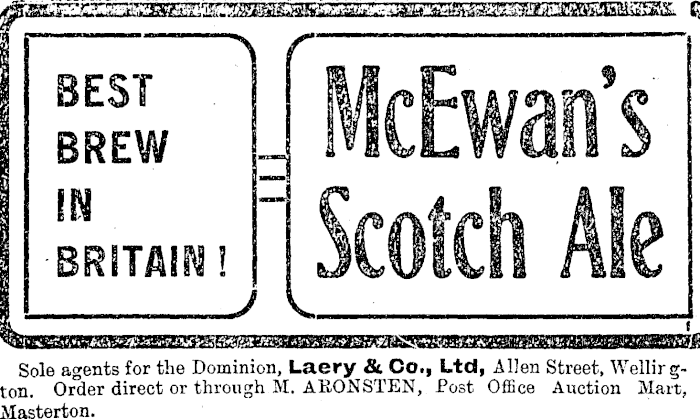 BEST
BREW
IN
BRITAIN!
McEwan's
Scotch Ale
Sole agents for the Dominion, Laery & Co., Ltd, Allen Street, Welling-
ton. Order direct or through M. ARONSTEN, Post Office Auction Mart,
Masterton.